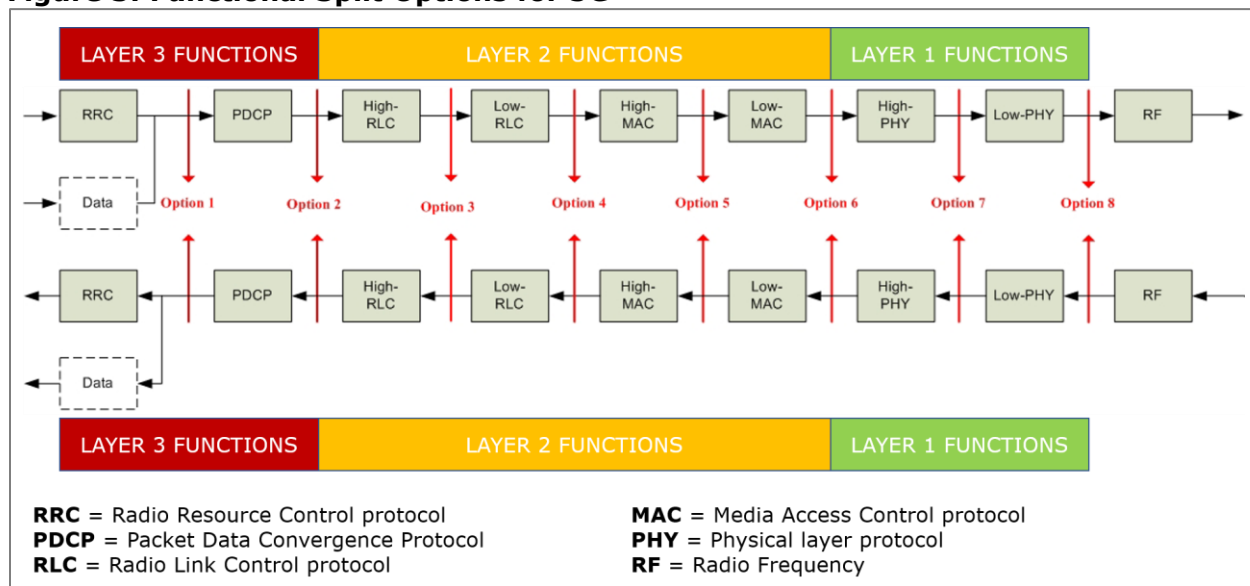 LAYER 3 FUNCTIONS LAYER 2 FUNCTIONS LAYER 1 FUNCTIONS
RRC PDCP High-RLC Low-RLC High-MAC Low-MAC High-PHY Low-PHY RF
Data Option 1 Option 2 Option 3 Option 4 Option 5 Option 6 Option 7 Option 8
RRC PDCP High-RLC Low-RLC High-MAC Low-MAC High-PHY Low-PHY RF
Data
LAYER 3 FUNCTIONS LAYER 2 FUNCTIONS LAYER 1 FUNCTIONS
RRC = Radio Resource Control protocol
PDCP = Packet Data Convergence Protocol
RLC = Radio Link Control protocol
MAC = Media Access Control protocol
PHY = Physical layer protocol
RF = Radio Frequency